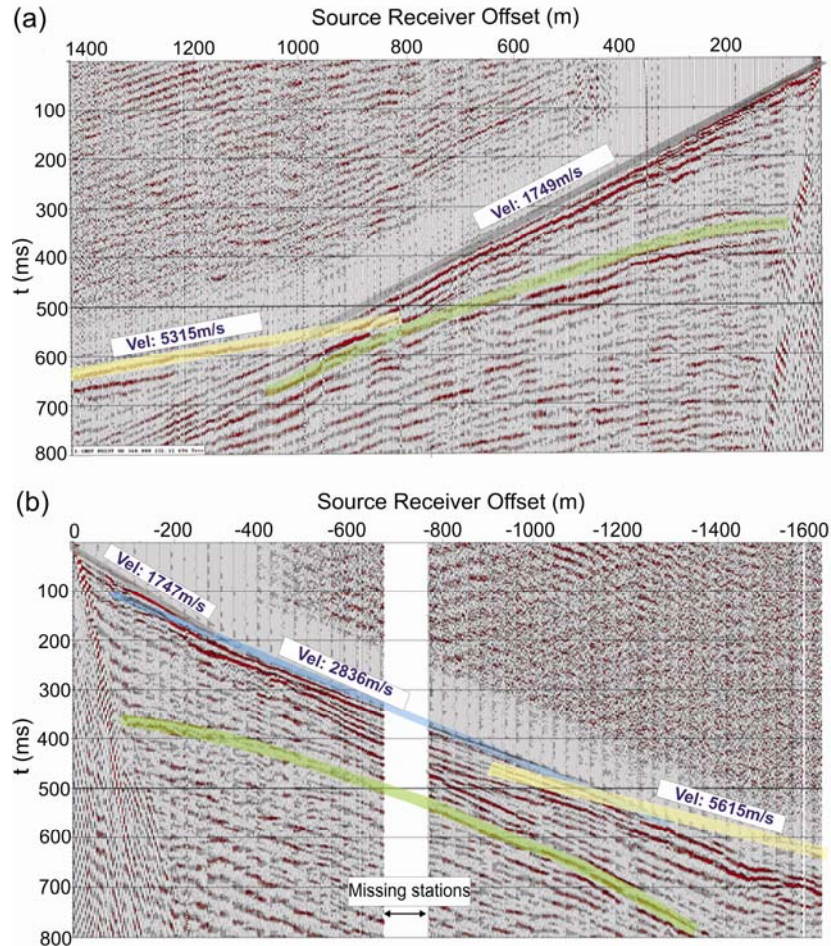 (a)
Source Receiver Offset (m)
1400 1200 1000 800 600 400 200
t (ms)
100
200
300
400
500
600
700
800
Vel: 1749m/s
Vel: 5315m/s
(b)
Source Receiver Offset (m)
0 -200 -400 -600 -800 -1000 -1200 -1400 -1600
t (ms)
100
200
300
400
500
600
700
800
Vel: 1747m/s
Vel: 2836m/s
Vel: 5615m/s
Missing stations